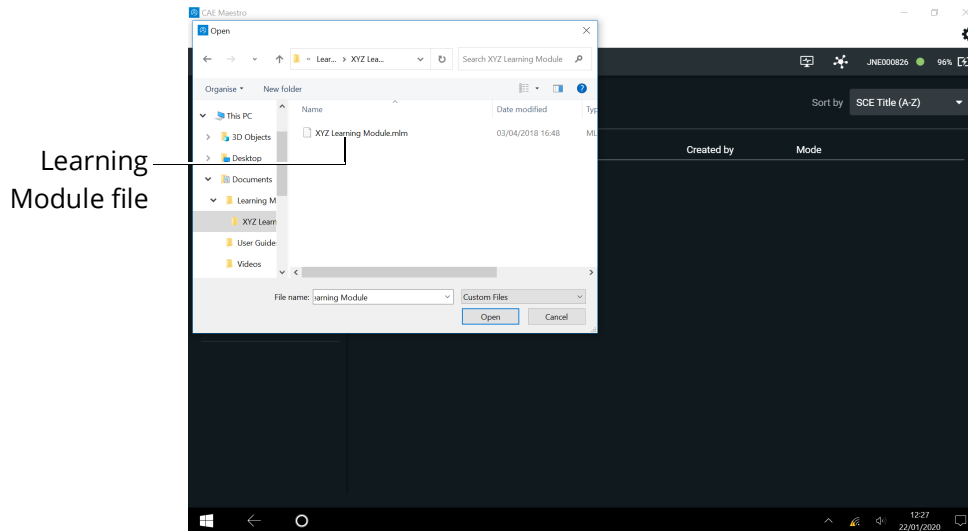 CAE Maestro
Open
« Lear... › XYZ Lea...
Search XYZ Learning Module
Organise
New folder
JNE000826
96%
Sort by
SCE Title (A-Z)
This PC
3D Objects
Desktop
Documents
Learning M
XYZ Learn
User Guide
Videos
Name
Date modified
Typ
XYZ Learning Module.mlm
03/04/2018 16:48
ML
Created by
Mode
Learning
Module file
File name:
earning Module
Custom Files
Open
Cancel
12:27
22/01/2020